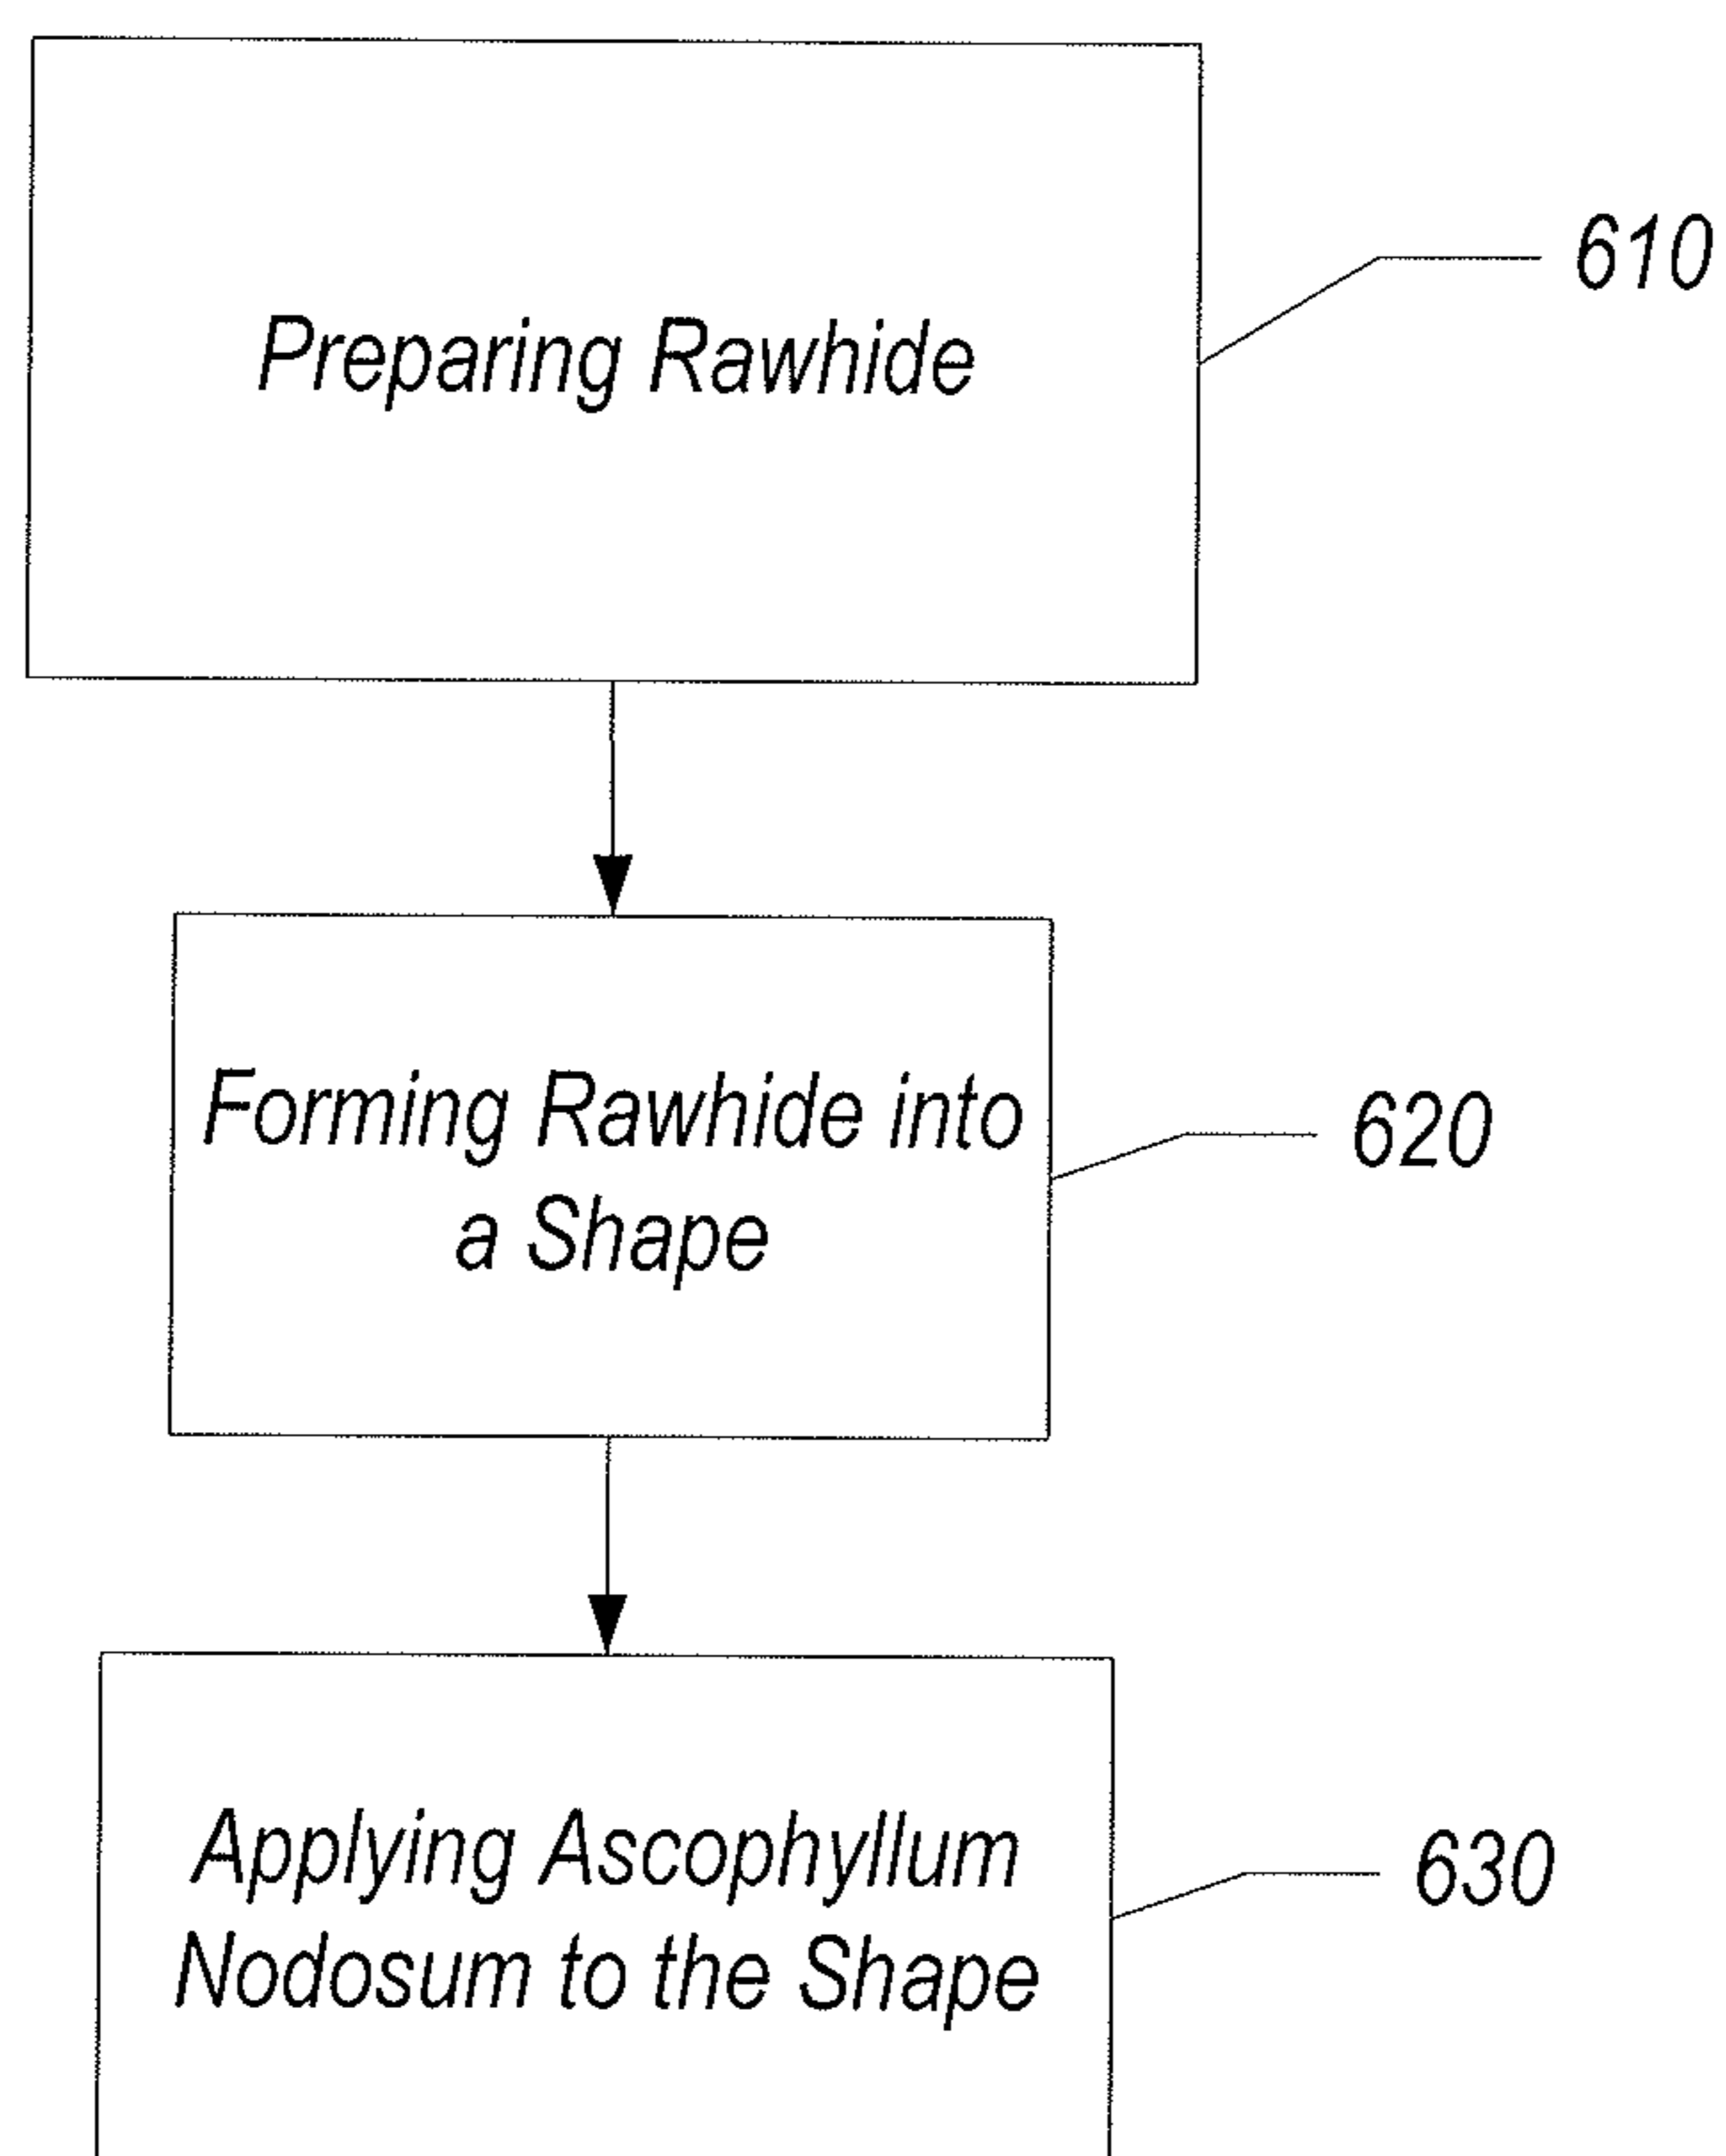 Preparing Rawhide
610
Forming Rawhide into
a Shape
620
Applying Ascophyllum
Nodosum to the Shape
630